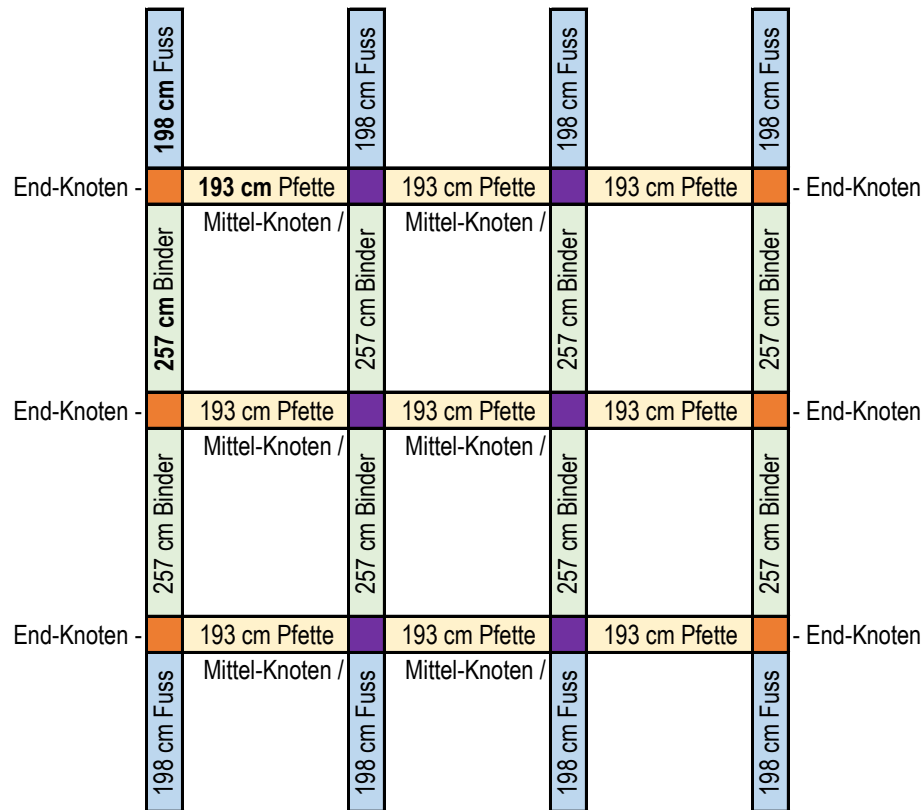 198 cm Fuss
198 cm Fuss
198 cm Fuss
198 cm Fuss
End-Knoten -
193 cm Pfette
193 cm Pfette
193 cm Pfette
- End-Knoten
Mittel-Knoten /
Mittel-Knoten /
257 cm Binder
257 cm Binder
257 cm Binder
257 cm Binder
End-Knoten -
193 cm Pfette
193 cm Pfette
193 cm Pfette
- End-Knoten
Mittel-Knoten /
Mittel-Knoten /
257 cm Binder
257 cm Binder
257 cm Binder
257 cm Binder
End-Knoten -
193 cm Pfette
193 cm Pfette
193 cm Pfette
- End-Knoten
Mittel-Knoten /
Mittel-Knoten /
198 cm Fuss
198 cm Fuss
198 cm Fuss
198 cm Fuss